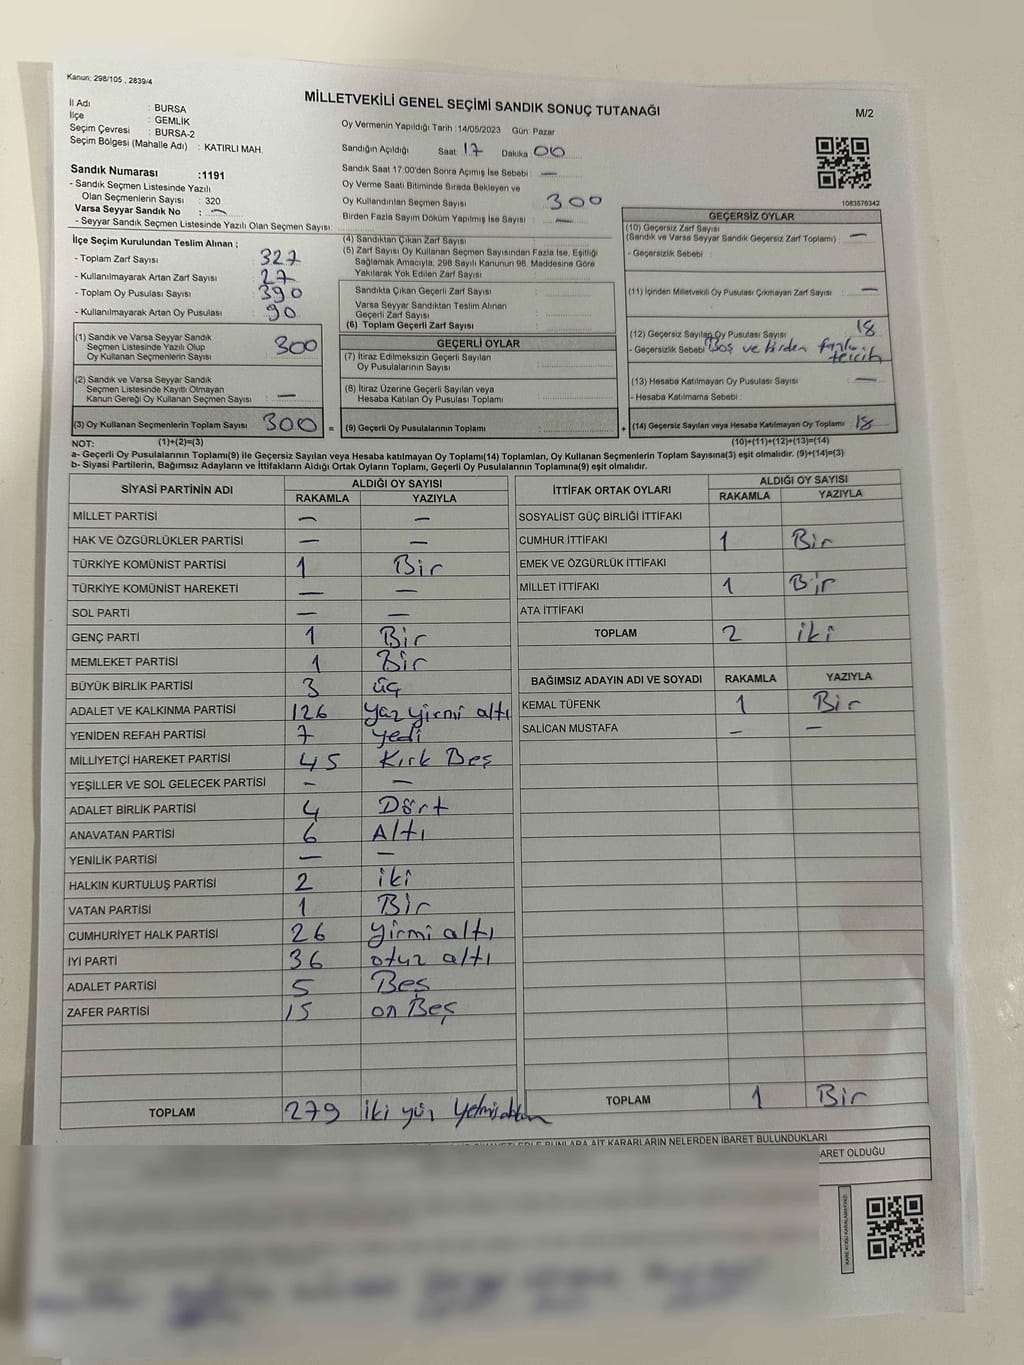 Kanun; 298/105 , 2839/4
MİLLETVEKİLİ GENEL SEÇİMİ SANDIK SONUÇ TUTANAĞI
M/2
İl Adı : BURSA
İlçe : GEMLİK
Seçim Çevresi : BURSA-2
Seçim Bölgesi (Mahalle Adı) : KATIRLI MAH.
Oy Vermenin Yapıldığı Tarih :14/05/2023 Gün: Pazar
Sandığın Açıldığı Saat 17 Dakika 00
Sandık Saat 17:00'den Sonra Açımış İse Sebebi : —
Oy Verme Saati Bitiminde Sırada Bekleyen ve
Oy Kullandırılan Seçmen Sayısı 300
Birden Fazla Sayım Döküm Yapılmış İse Sayısı : —
1083576342
Sandık Numarası :1191
- Sandık Seçmen Listesinde Yazılı
Olan Seçmenlerin Sayısı : 320
Varsa Seyyar Sandık No : —
- Seyyar Sandık Seçmen Listesinde Yazılı Olan Seçmen Sayısı:
İlçe Seçim Kurulundan Teslim Alınan ;
- Toplam Zarf Sayısı : 327
- Kullanılmayarak Artan Zarf Sayısı : 27
- Toplam Oy Pusulası Sayısı : 390
- Kullanılmayarak Artan Oy Pusulası : 90
(1) Sandık ve Varsa Seyyar Sandık
Seçmen Listesinde Yazılı Olup
Oy Kullanan Seçmenlerin Sayısı : 300
(2) Sandık ve Varsa Seyyar Sandık
Seçmen Listesinde Kayıtlı Olmayan
Kanun Gereği Oy Kullanan Seçmen Sayısı : —
(3) Oy Kullanan Seçmenlerin Toplam Sayısı : 300 =
(4) Sandıktan Çıkan Zarf Sayısı :
(5) Zarf Sayısı Oy Kullanan Seçmen Sayısından Fazla İse, Eşitliği
Sağlamak Amacıyla, 298 Sayılı Kanunun 98. Maddesine Göre
Yakılarak Yok Edilen Zarf Sayısı :
Sandıkta Çıkan Geçerli Zarf Sayısı :
Varsa Seyyar Sandıktan Teslim Alınan
Geçerli Zarf Sayısı :
(6) Toplam Geçerli Zarf Sayısı :
GEÇERLİ OYLAR
(7) İtiraz Edilmeksizin Geçerli Sayılan
Oy Pusulalarının Sayısı :
(8) İtiraz Üzerine Geçerli Sayılan veya
Hesaba Katılan Oy Pusulası Toplamı :
(9) Geçerli Oy Pusulalarının Toplamı : +
GEÇERSİZ OYLAR
(10) Geçersiz Zarf Sayısı
(Sandık ve Varsa Seyyar Sandık Geçersiz Zarf Toplamı) : —
- Geçersizlik Sebebi :
(11) İçinden Milletvekili Oy Pusulası Çıkmayan Zarf Sayısı : —
(12) Geçersiz Sayılan Oy Pusulası Sayısı : 18
- Geçersizlik Sebebi Boş ve birden fazla
tercih
(13) Hesaba Katılmayan Oy Pusulası Sayısı : —
- Hesaba Katılmama Sebebi :
(14) Geçersiz Sayılan veya Hesaba Katılmayan Oy Toplamı : 18
NOT: (1)+(2)=(3) (10)+(11)+(12)+(13)=(14)
a- Geçerli Oy Pusulalarının Toplamı(9) ile Geçersiz Sayılan veya Hesaba katılmayan Oy Toplamı(14) Toplamları, Oy Kullanan Seçmenlerin Toplam Sayısına(3) eşit olmalıdır. (9)+(14)=(3)
b- Siyasi Partilerin, Bağımsız Adayların ve İttifakların Aldığı Ortak Oyların Toplamı, Geçerli Oy Pusulalarının Toplamına(9) eşit olmalıdır.
SİYASİ PARTİNİN ADI ALDIĞI OY SAYISI
RAKAMLA YAZIYLA
MİLLET PARTİSİ — —
HAK VE ÖZGÜRLÜKLER PARTİSİ — —
TÜRKİYE KOMÜNİST PARTİSİ 1 Bir
TÜRKİYE KOMÜNİST HAREKETİ — —
SOL PARTİ — —
GENÇ PARTİ 1 Bir
MEMLEKET PARTİSİ 1 Bir
BÜYÜK BİRLİK PARTİSİ 3 üç
ADALET VE KALKINMA PARTİSİ 126 yüz yirmi altı
YENİDEN REFAH PARTİSİ 7 yedi
MİLLİYETÇİ HAREKET PARTİSİ 45 Kırk Beş
YEŞİLLER VE SOL GELECEK PARTİSİ — —
ADALET BİRLİK PARTİSİ 4 Dört
ANAVATAN PARTİSİ 6 Altı
YENİLİK PARTİSİ — —
HALKIN KURTULUŞ PARTİSİ 2 iki
VATAN PARTİSİ 1 Bir
CUMHURİYET HALK PARTİSİ 26 yirmi altı
İYİ PARTİ 36 otuz altı
ADALET PARTİSİ 5 Beş
ZAFER PARTİSİ 15 on Beş
TOPLAM 279 iki yüz
İTTİFAK ORTAK OYLARI ALDIĞI OY SAYISI
RAKAMLA YAZIYLA
SOSYALİST GÜÇ BİRLİĞİ İTTİFAKI
CUMHUR İTTİFAKI 1 Bir
EMEK VE ÖZGÜRLÜK İTTİFAKI
MİLLET İTTİFAKI 1 Bir
ATA İTTİFAKI
TOPLAM 2 iki
BAĞIMSIZ ADAYIN ADI VE SOYADI RAKAMLA YAZIYLA
KEMAL TÜFENK 1 Bir
SALİCAN MUSTAFA — —
TOPLAM 1 Bir
BUNLARA AİT KARARLARIN NELERDEN İBARET BULUNDUKLARI
ARET OLDUĞU